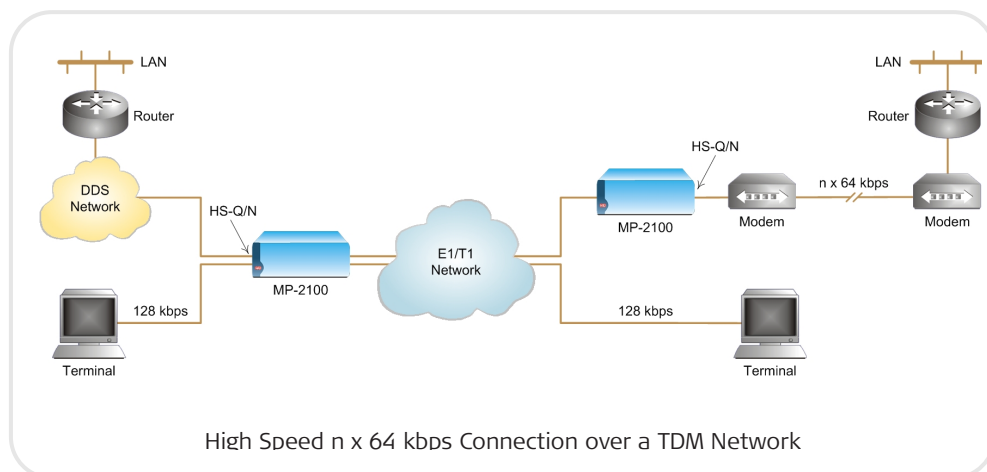 LAN
LAN
Router
Router
HS-Q/N
DDS
Network
n x 64 kbps
HS-Q/N
Modem
Modem
MP-2100
E1/T1
Network
MP-2100
128 kbps
128 kbps
Terminal
Terminal
High Speed n x 64 kbps Connection over a TDM Network